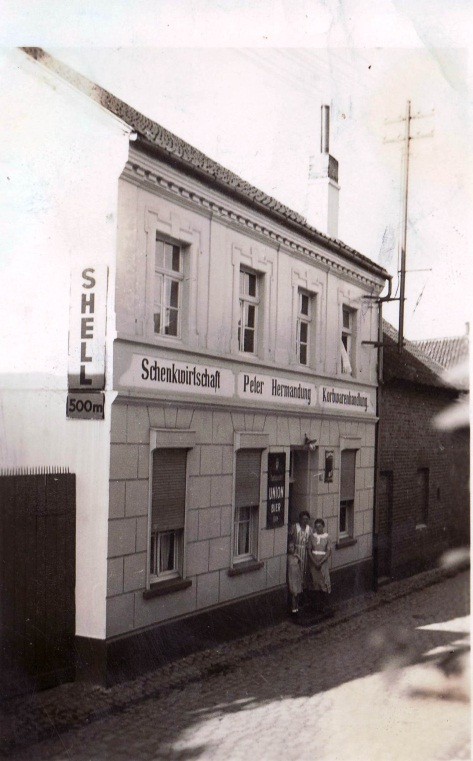 SHELL
500m
Schenkwirtschaft
Peter Hermandung
Korbwarenhandlung
UNION
BIER